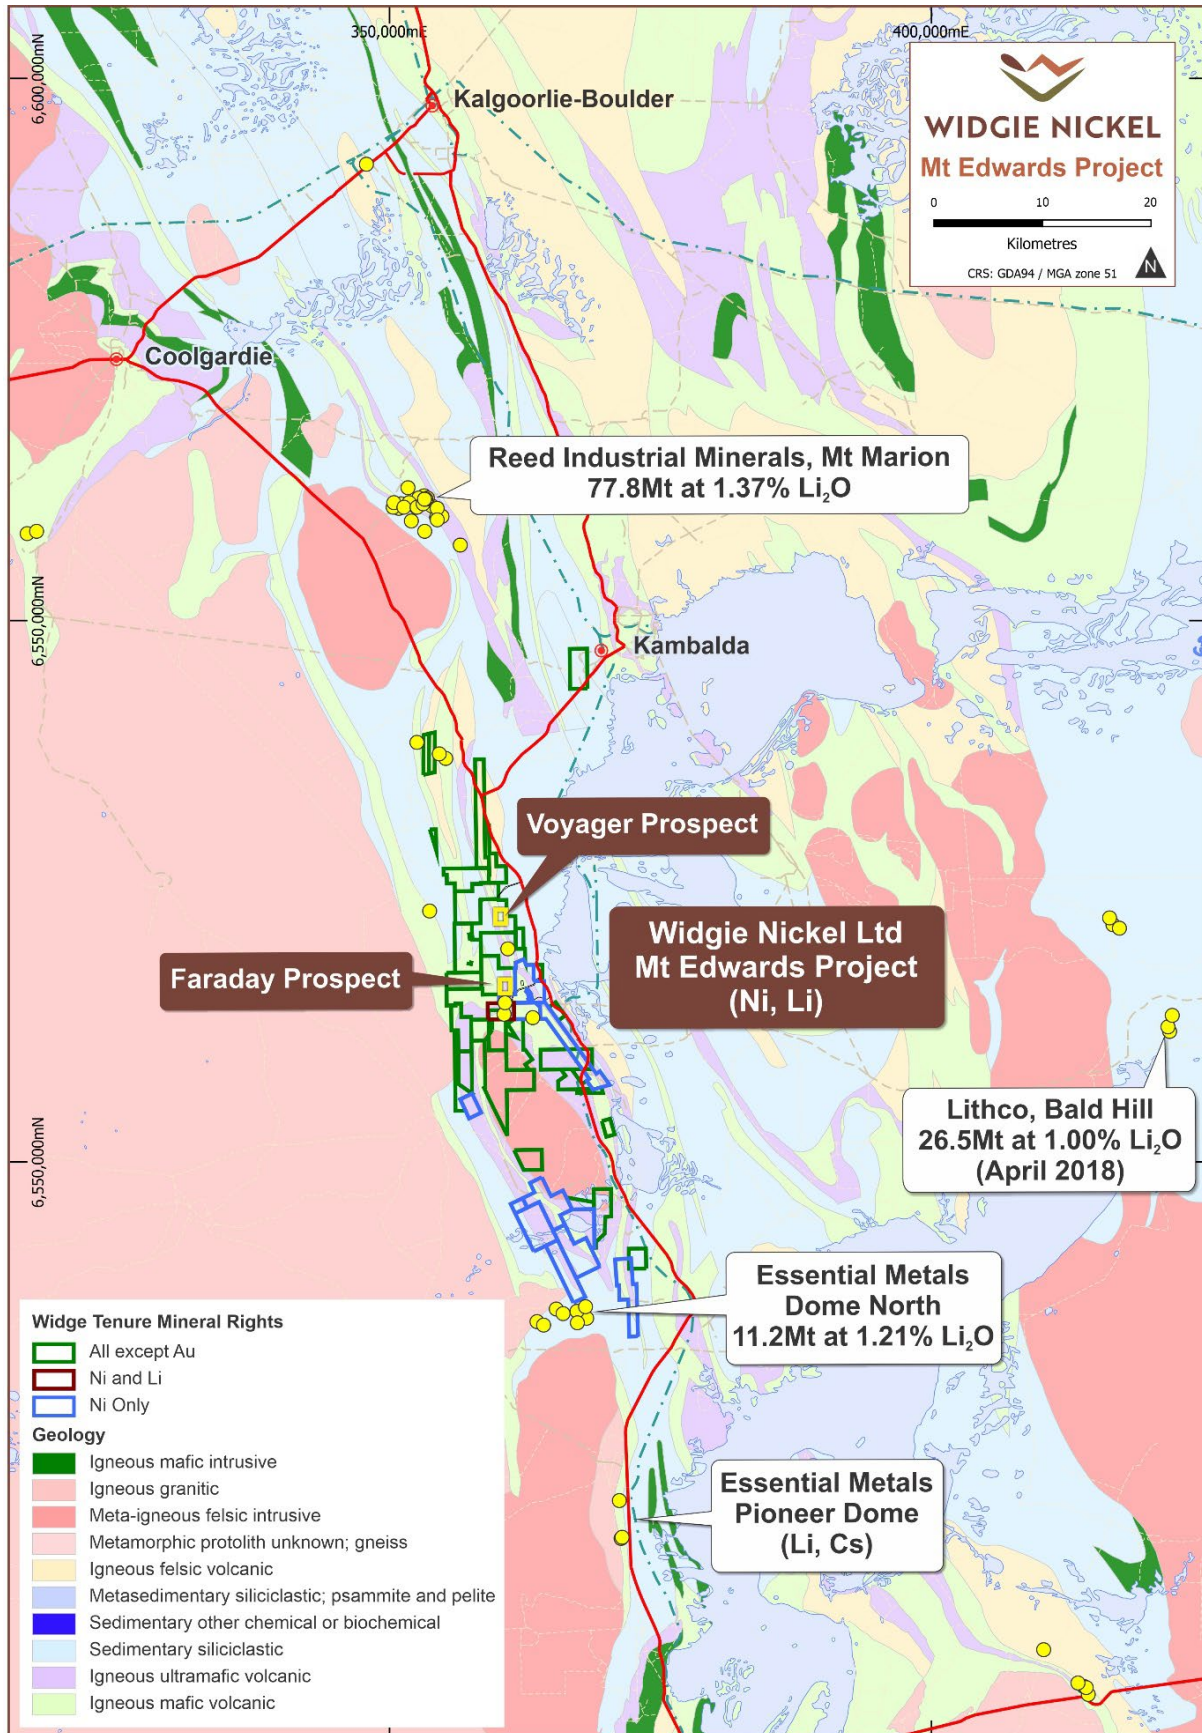 350,000mE
400,000mE
6,600,000mN
Kalgoorlie-Boulder
WIDGIE NICKEL
Mt Edwards Project
0 10 20
Kilometres
CRS: GDA94 / MGA zone 51
N
Coolgardie
Reed Industrial Minerals, Mt Marion
77.8Mt at 1.37% Li₂O
6,550,000mN
Kambalda
Voyager Prospect
Widgie Nickel Ltd
Mt Edwards Project
(Ni, Li)
Faraday Prospect
Lithco, Bald Hill
26.5Mt at 1.00% Li₂O
(April 2018)
6,550,000mN
Essential Metals
Dome North
11.2Mt at 1.21% Li₂O
Essential Metals
Pioneer Dome
(Li, Cs)
Widge Tenure Mineral Rights
All except Au
Ni and Li
Ni Only
Geology
Igneous mafic intrusive
Igneous granitic
Meta-igneous felsic intrusive
Metamorphic protolith unknown; gneiss
Igneous felsic volcanic
Metasedimentary siliciclastic; psammite and pelite
Sedimentary other chemical or biochemical
Sedimentary siliciclastic
Igneous ultramafic volcanic
Igneous mafic volcanic